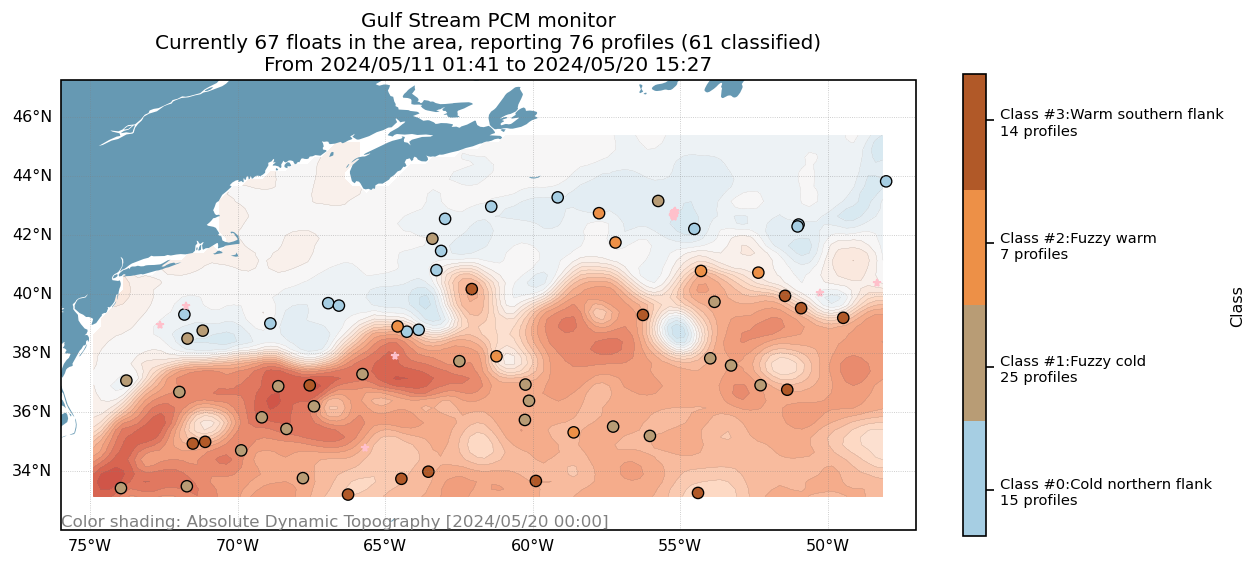 Gulf Stream PCM monitor
Currently 67 floats in the area, reporting 76 profiles (61 classified)
From 2024/05/11 01:41 to 2024/05/20 15:27
46°N
44°N
42°N
40°N
38°N
36°N
34°N
Color shading: Absolute Dynamic Topography [2024/05/20 00:00]
75°W
70°W
65°W
60°W
55°W
50°W
Class #3:Warm southern flank
14 profiles
Class #2:Fuzzy warm
7 profiles
Class #1:Fuzzy cold
25 profiles
Class #0:Cold northern flank
15 profiles
Class